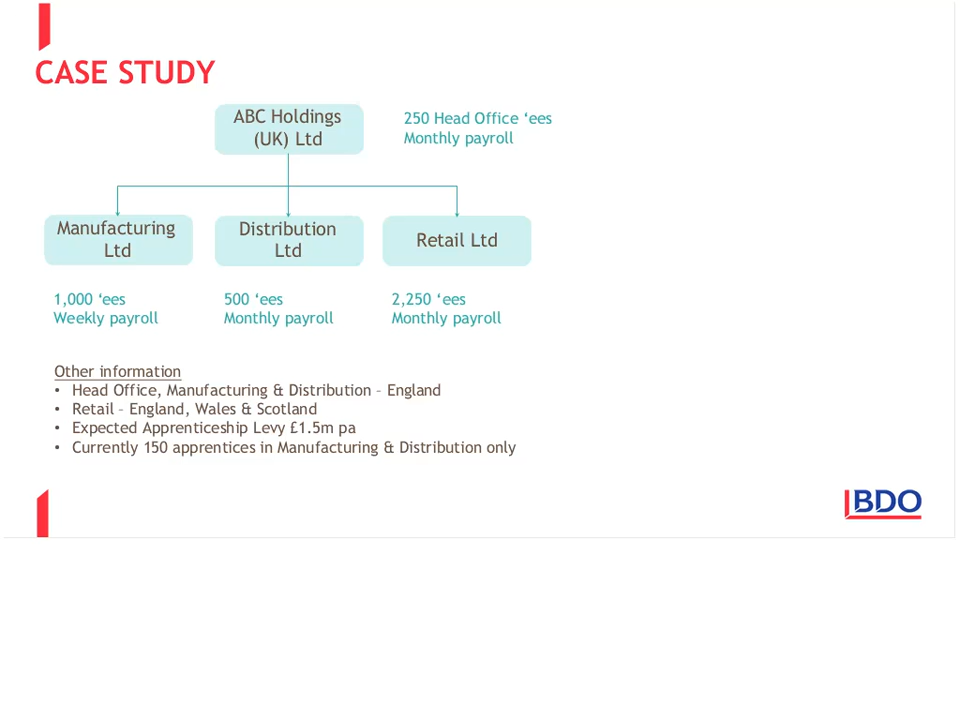 CASE STUDY
ABC Holdings
(UK) Ltd
250 Head Office ‘ees
Monthly payroll
Manufacturing
Ltd
Distribution
Ltd
Retail Ltd
1,000 ‘ees
Weekly payroll
500 ‘ees
Monthly payroll
2,250 ‘ees
Monthly payroll
Other information
• Head Office, Manufacturing & Distribution – England
• Retail – England, Wales & Scotland
• Expected Apprenticeship Levy £1.5m pa
• Currently 150 apprentices in Manufacturing & Distribution only
BDO